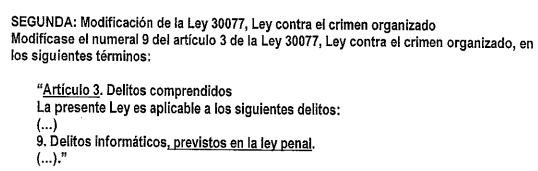 SEGUNDA: Modificación de la Ley 30077, Ley contra el crimen organizado
Modifícase el numeral 9 del artículo 3 de la Ley 30077, Ley contra el crimen organizado, en
los siguientes términos:
“Artículo 3. Delitos comprendidos
La presente Ley es aplicable a los siguientes delitos:
(...)
9. Delitos informáticos, previstos en la ley penal.
(...).”